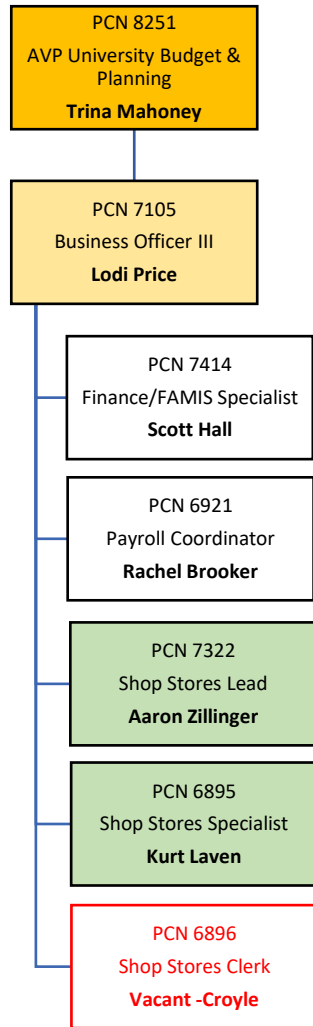 PCN 8251
AVP University Budget &
Planning
Trina Mahoney
PCN 7105
Business Officer III
Lodi Price
PCN 7414
Finance/FAMIS Specialist
Scott Hall
PCN 6921
Payroll Coordinator
Rachel Brooker
PCN 7322
Shop Stores Lead
Aaron Zillinger
PCN 6895
Shop Stores Specialist
Kurt Laven
PCN 6896
Shop Stores Clerk
Vacant -Croyle